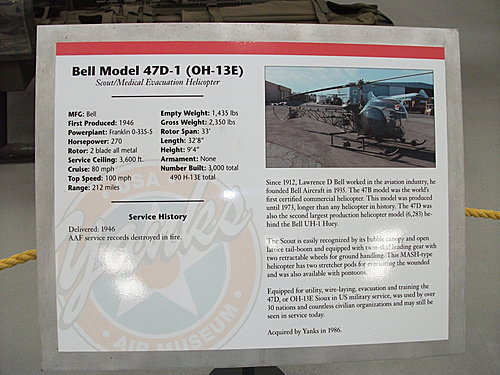 Bell Model 47D-1 (OH-13E)
Scout/Medical Evacuation Helicopter
MFG: Bell
First Produced: 1946
Powerplant: Franklin 0-335-5
Horsepower: 270
Rotor: 2 blade all metal
Service Ceiling: 3,600 ft.
Cruise: 80 mph
Top Speed: 100 mph
Range: 212 miles
Empty Weight: 1,435 lbs
Gross Weight: 2,350 lbs
Rotor Span: 33'
Length: 32'8"
Height: 9'4"
Armament: None
Number Built: 3,000 total
490 H-13E total
Service History
Delivered: 1946
AAF service records destroyed in fire.
Since 1912, Lawrence D Bell worked in the aviation industry, he
founded Bell Aircraft in 1935. The 47B model was the world's
first certified commercial helicopter. This model was produced
until 1973, longer than any helicopter in history. The 47D was
also the second largest production helicopter model (6,283) be-
hind the Bell UH-1 Huey.
The Scout is easily recognized by its bubble canopy and open
lattice tail-boom and equipped with twin-skid landing gear with
two retractable wheels for ground handling. This MASH-type
helicopter has two stretcher pods for evacuating the wounded
and was also available with pontoons.
Equipped for utility, wire-laying, evacuation and training the
47D, or OH-13E Sioux in US military service, was used by over
30 nations and countless civilian organizations and may still be
seen in service today.
Acquired by Yanks in 1986.
USA
Yanks
AIR MUSEUM